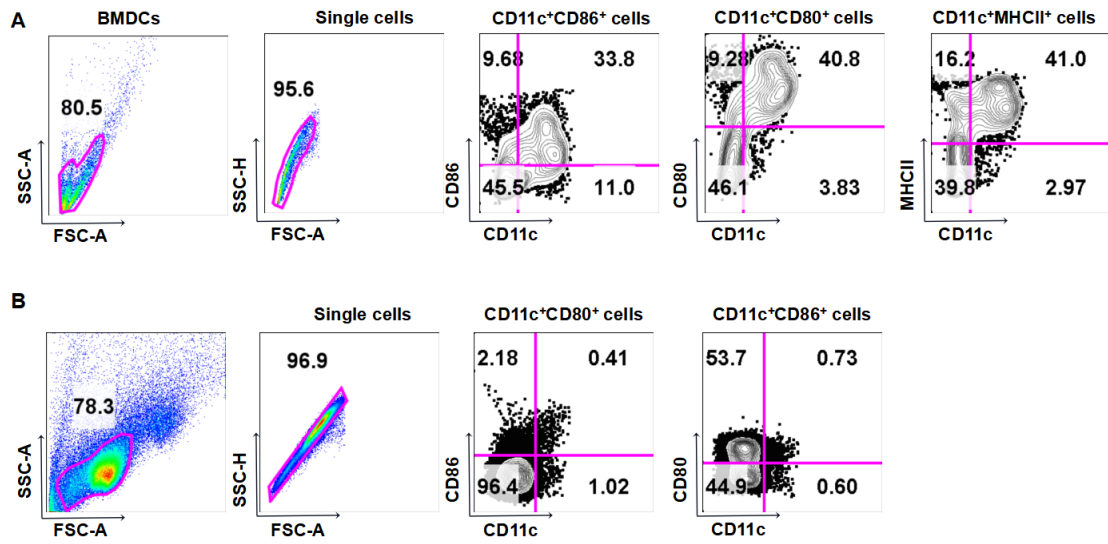 A
BMDCs
Single cells
CD11c⁺CD86⁺ cells
CD11c⁺CD80⁺ cells
CD11c⁺MHCII⁺ cells
80.5
SSC-A
FSC-A
95.6
SSC-H
FSC-A
9.68 33.8
45.5 11.0
CD86
CD11c
9.28 40.8
46.1 3.83
CD80
CD11c
16.2 41.0
39.8 2.97
MHCII
CD11c
B
Single cells
CD11c⁺CD80⁺ cells
CD11c⁺CD86⁺ cells
78.3
SSC-A
FSC-A
96.9
SSC-H
FSC-A
2.18 0.41
96.4 1.02
CD86
CD11c
53.7 0.73
44.9 0.60
CD80
CD11c